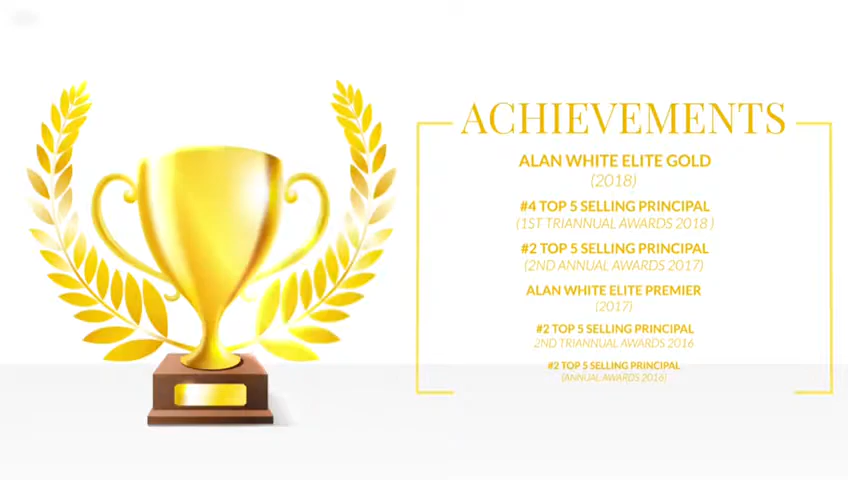 ACHIEVEMENTS
ALAN WHITE ELITE GOLD
(2018)
#4 TOP 5 SELLING PRINCIPAL
(1ST TRIANNUAL AWARDS 2018 )
#2 TOP 5 SELLING PRINCIPAL
(2ND ANNUAL AWARDS 2017)
ALAN WHITE ELITE PREMIER
(2017)
#2 TOP 5 SELLING PRINCIPAL
2ND TRIANNUAL AWARDS 2016
#2 TOP 5 SELLING PRINCIPAL
(ANNUAL AWARDS 2016)